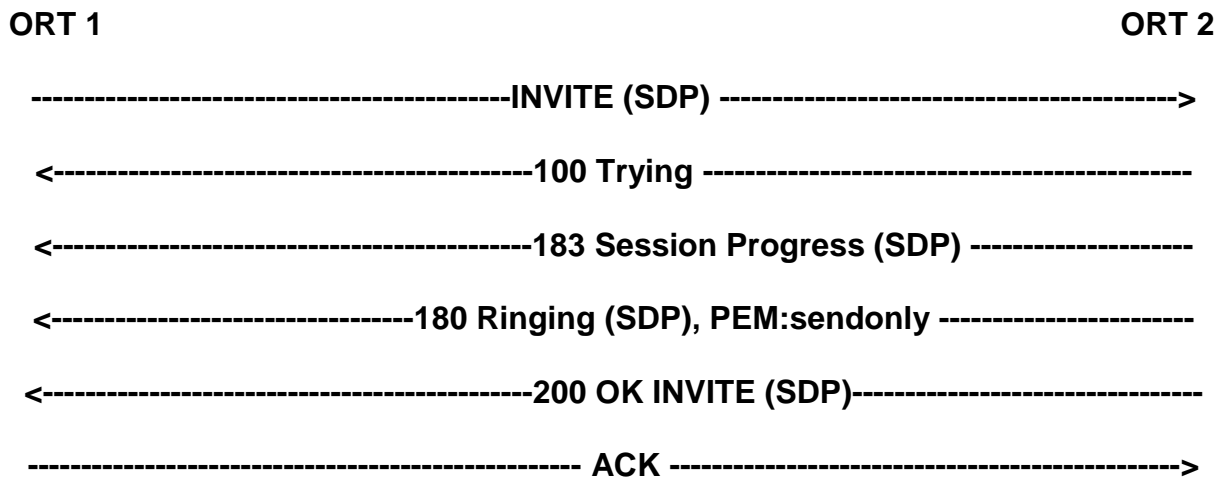 ORT 1 ORT 2
---------------------------------------------INVITE (SDP) ------------------------------------------->
<---------------------------------------------100 Trying ----------------------------------------------
<---------------------------------------------183 Session Progress (SDP) ---------------------
<----------------------------------180 Ringing (SDP), PEM:sendonly ------------------------
<----------------------------------------------200 OK INVITE (SDP)---------------------------------
---------------------------------------------------- ACK ------------------------------------------------>